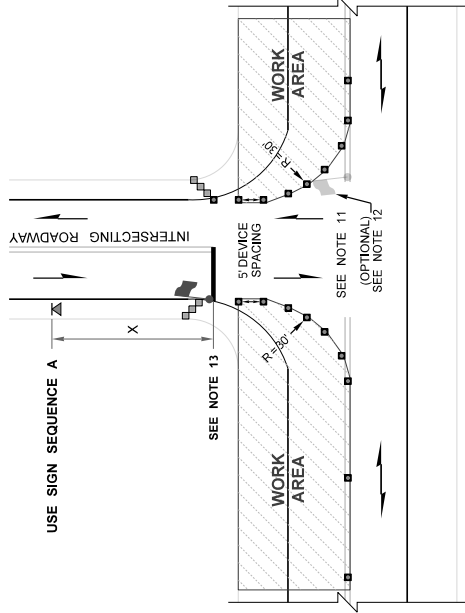 USE SIGN SEQUENCE A
X
SEE NOTE 13
INTERSECTING
ROADWAY
WORK
AREA
R=30'
5' DEVICE
SPACING
SEE NOTE 11
(OPTIONAL)
SEE NOTE 12
R=30'
WORK
AREA